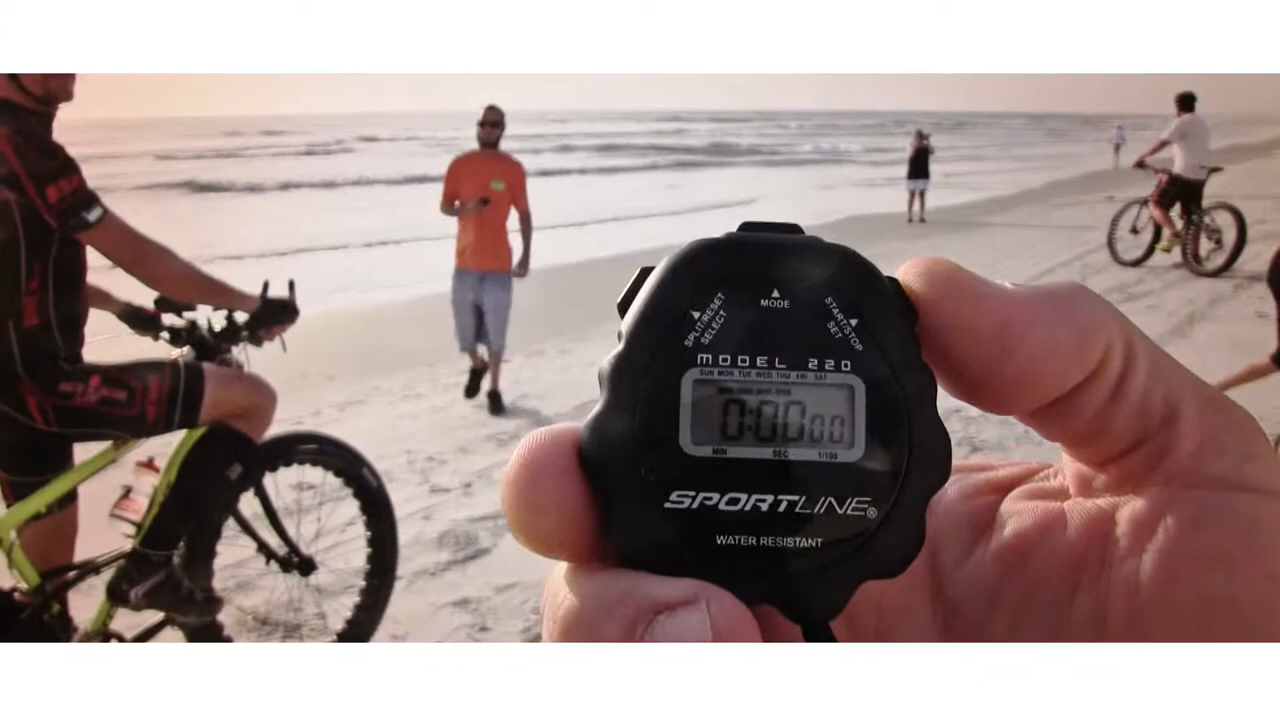 MODE
SPLIT/RESET
SELECT
START/STOP
SET
MODEL 220
SUN MON TUE WED THU FRI SAT
0:00 00
MIN SEC 1/100
SPORTLINE®
WATER RESISTANT